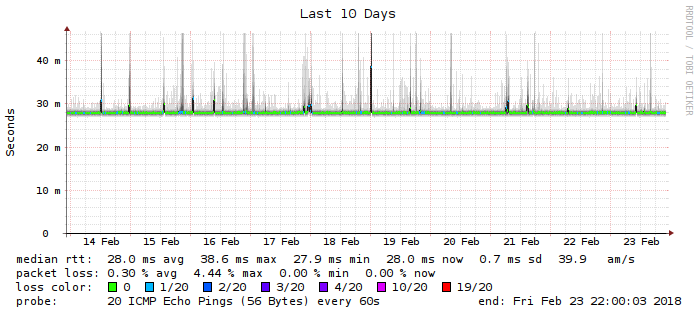 Last 10 Days
RRDTOOL / TOBI OETIKER
Seconds
40 m
30 m
20 m
10 m
0
14 Feb 15 Feb 16 Feb 17 Feb 18 Feb 19 Feb 20 Feb 21 Feb 22 Feb 23 Feb
median rtt: 28.0 ms avg 38.6 ms max 27.9 ms min 28.0 ms now 0.7 ms sd 39.9 am/s
packet loss: 0.30 % avg 4.44 % max 0.00 % min 0.00 % now
loss color: 0 1/20 2/20 3/20 4/20 10/20 19/20
probe: 20 ICMP Echo Pings (56 Bytes) every 60s end: Fri Feb 23 22:00:03 2018